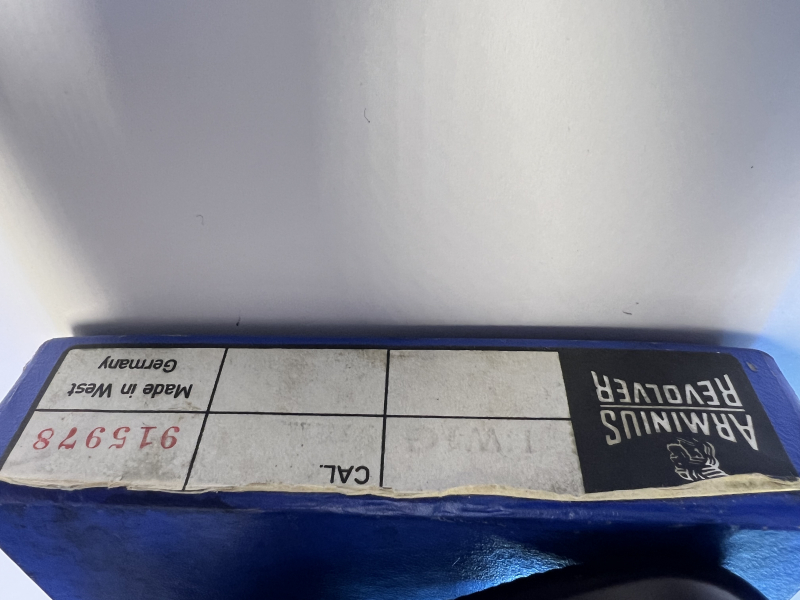 ARMINIUS
REVOLVER
CAL.
915978
Made in West
Germany